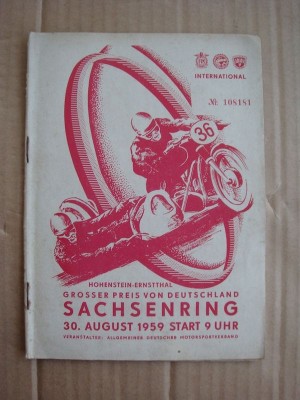 INTERNATIONAL
№ 108181
36
HOHENSTEIN-ERNSTTHAL
GROSSER PREIS VON DEUTSCHLAND
SACHSENRING
30. AUGUST 1959 START 9 UHR
VERANSTALTER: ALLGEMEINER DEUTSCHER MOTORSPORTVERBAND